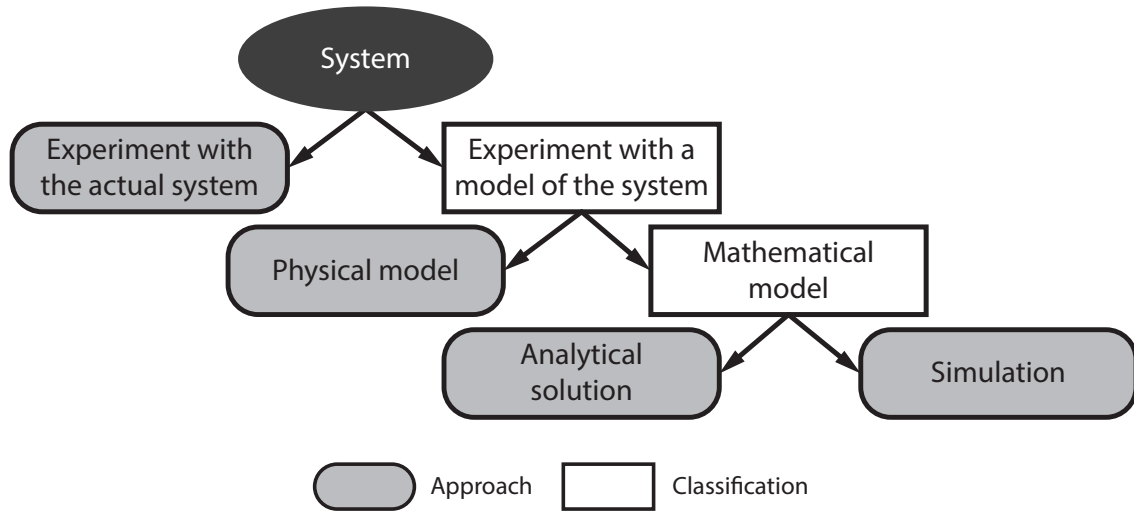 System
Experiment with
the actual system
Experiment with a
model of the system
Physical model
Mathematical
model
Analytical
solution
Simulation
Approach
Classification